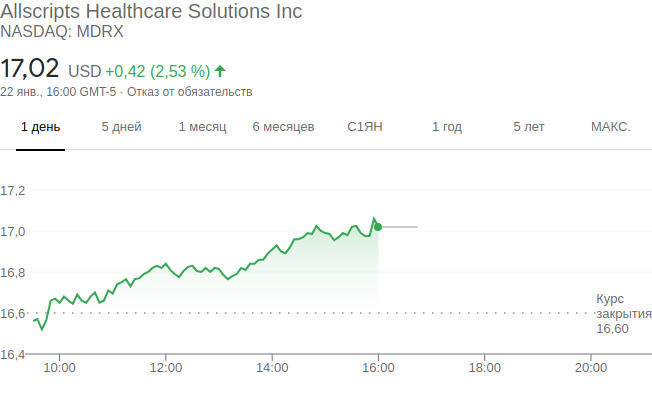 Allscripts Healthcare Solutions Inc
NASDAQ: MDRX
17,02 USD +0,42 (2,53 %)
22 янв., 16:00 GMT-5 · Отказ от обязательств
1 день 5 дней 1 месяц 6 месяцев С1ЯН 1 год 5 лет МАКС.
17,2
17,0
16,8
16,6
Курс
закрытия
16,60
16,4
10:00 12:00 14:00 16:00 18:00 20:00